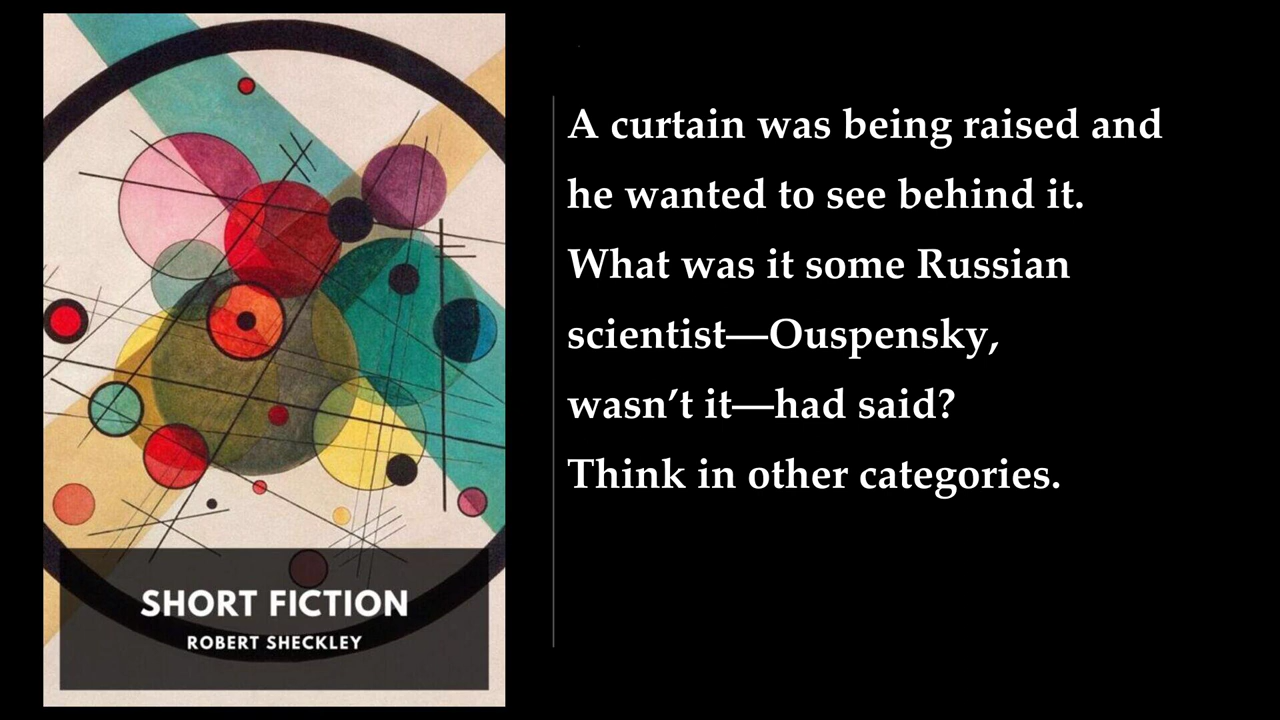 SHORT FICTION
ROBERT SHECKLEY
A curtain was being raised and
he wanted to see behind it.
What was it some Russian
scientist—Ouspensky,
wasn’t it—had said?
Think in other categories.